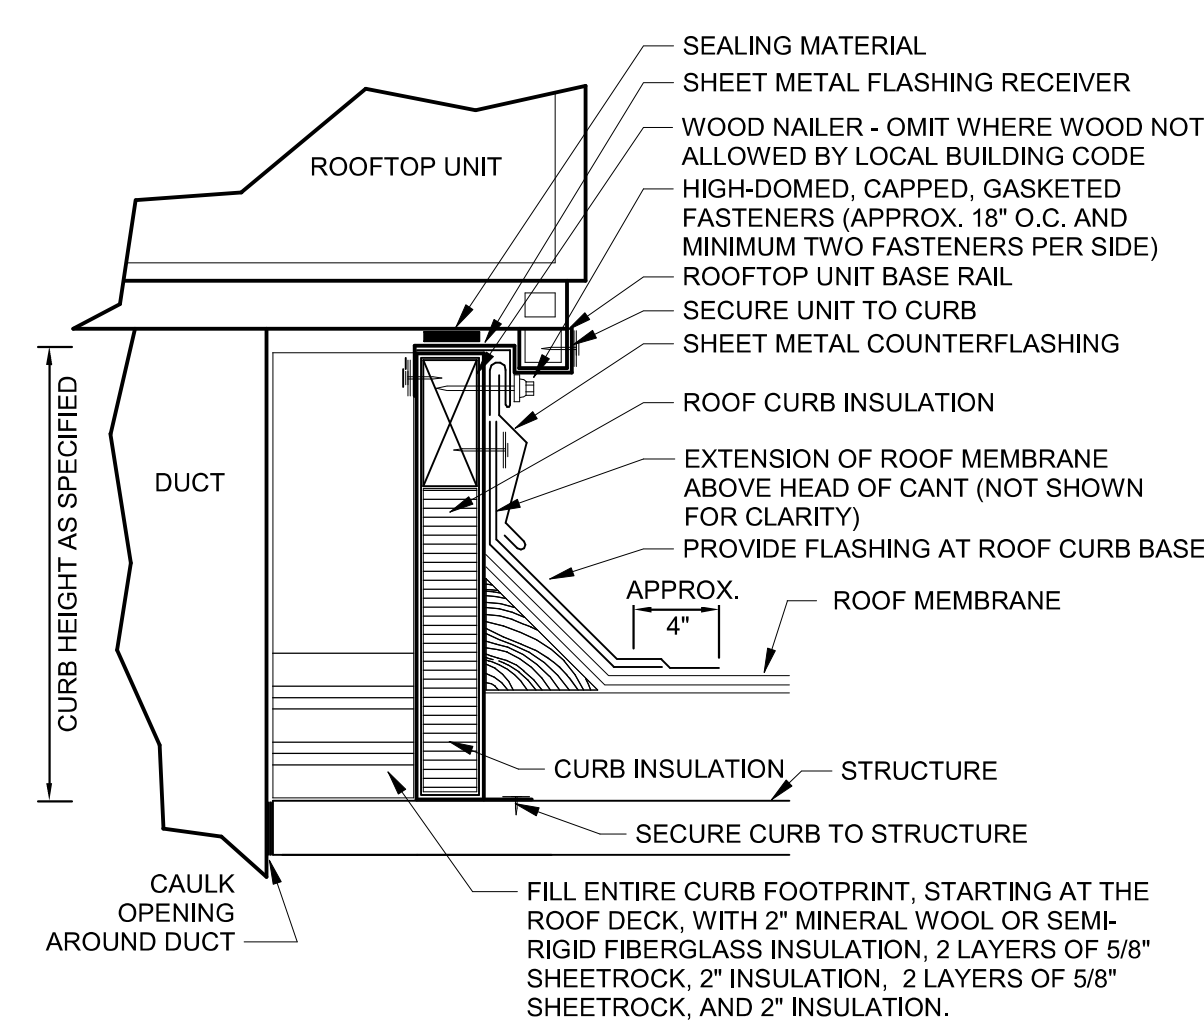 SEALING MATERIAL
SHEET METAL FLASHING RECEIVER
WOOD NAILER - OMIT WHERE WOOD NOT
ALLOWED BY LOCAL BUILDING CODE
HIGH-DOMED, CAPPED, GASKETED
FASTENERS (APPROX. 18" O.C. AND
MINIMUM TWO FASTENERS PER SIDE)
ROOFTOP UNIT BASE RAIL
SECURE UNIT TO CURB
SHEET METAL COUNTERFLASHING
ROOF CURB INSULATION
EXTENSION OF ROOF MEMBRANE
ABOVE HEAD OF CANT (NOT SHOWN
FOR CLARITY)
PROVIDE FLASHING AT ROOF CURB BASE
ROOFTOP UNIT
DUCT
CURB HEIGHT AS SPECIFIED
APPROX.
4"
ROOF MEMBRANE
CURB INSULATION
STRUCTURE
SECURE CURB TO STRUCTURE
CAULK
OPENING
AROUND DUCT
FILL ENTIRE CURB FOOTPRINT, STARTING AT THE
ROOF DECK, WITH 2" MINERAL WOOL OR SEMI-
RIGID FIBERGLASS INSULATION, 2 LAYERS OF 5/8"
SHEETROCK, 2" INSULATION, 2 LAYERS OF 5/8"
SHEETROCK, AND 2" INSULATION.